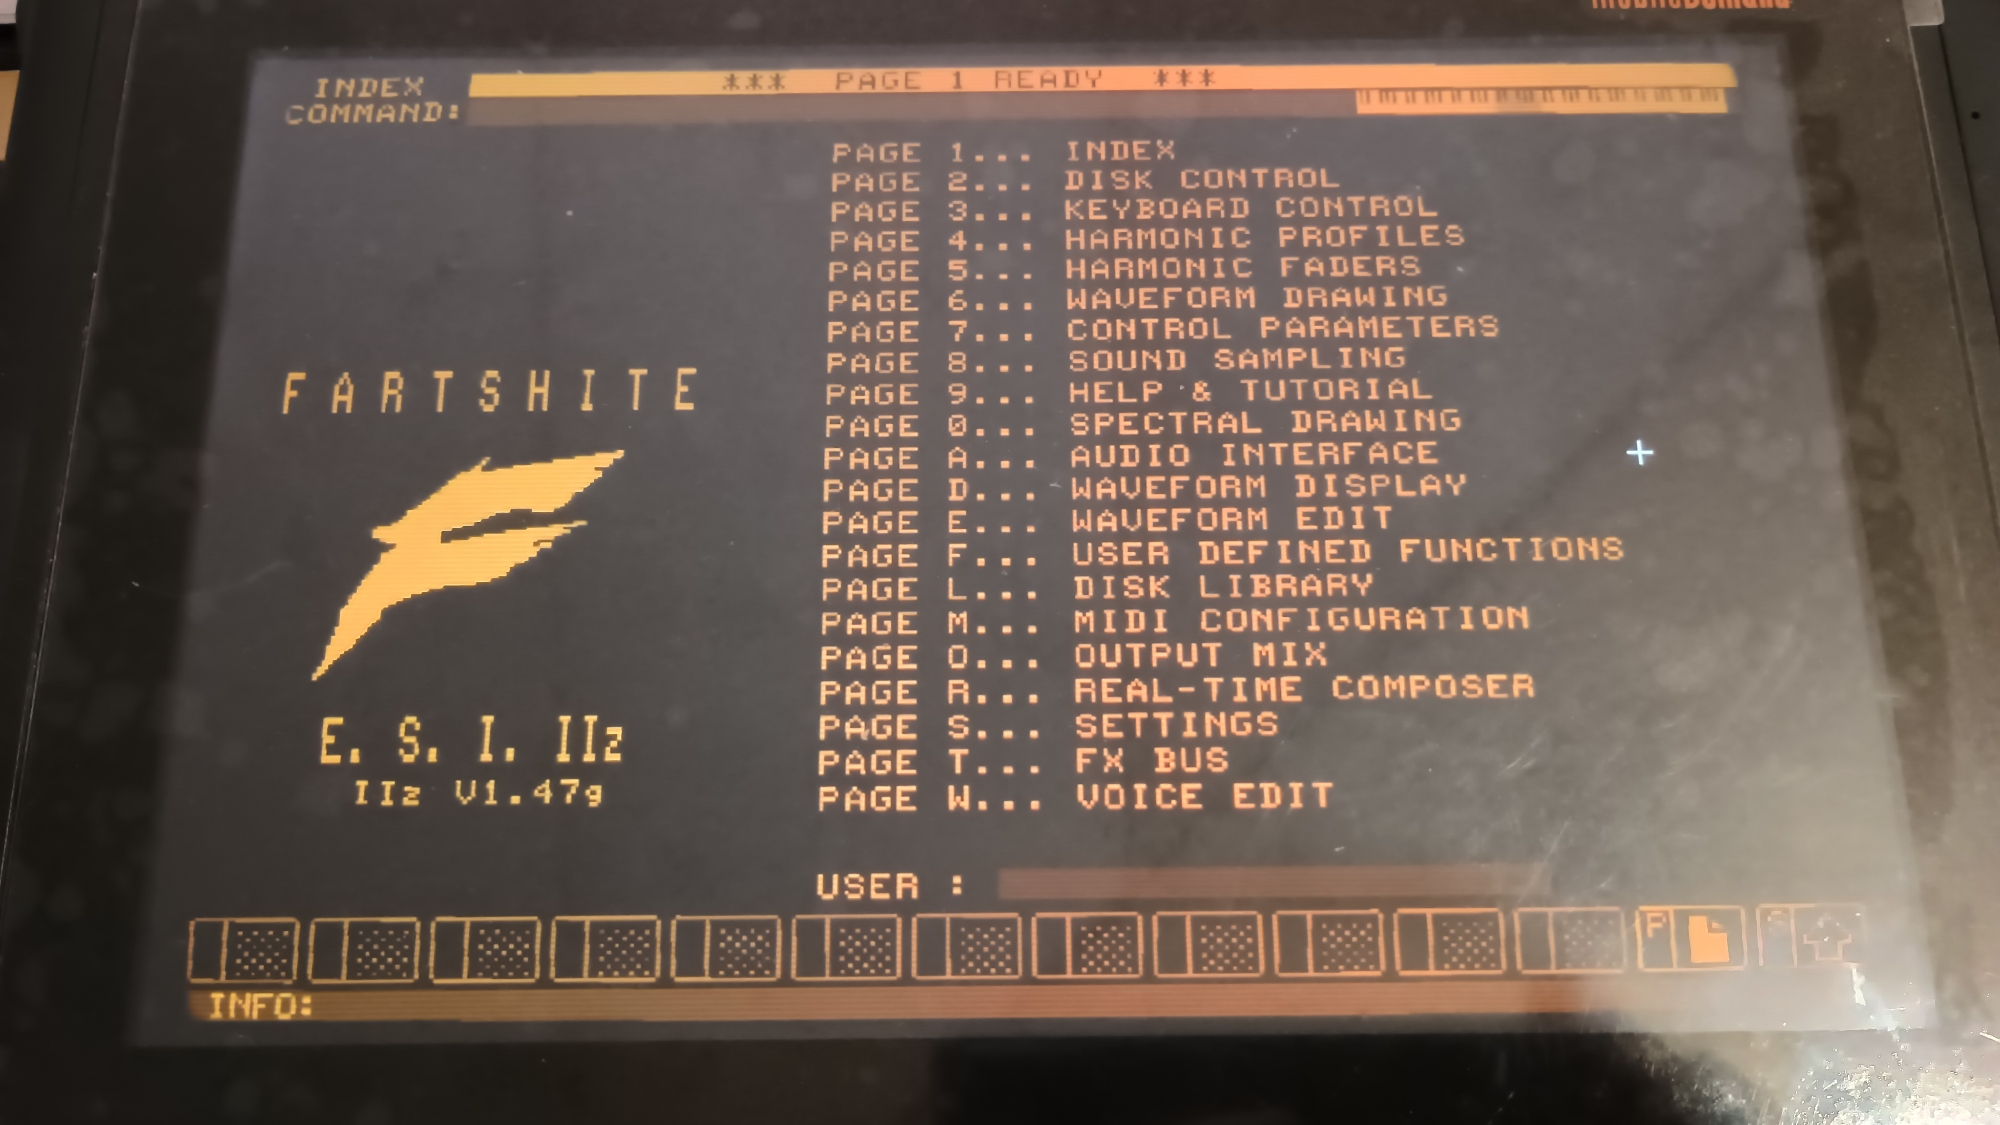 INDEX *** PAGE 1 READY ***
COMMAND:
PAGE 1... INDEX
PAGE 2... DISK CONTROL
PAGE 3... KEYBOARD CONTROL
PAGE 4... HARMONIC PROFILES
PAGE 5... HARMONIC FADERS
PAGE 6... WAVEFORM DRAWING
PAGE 7... CONTROL PARAMETERS
PAGE 8... SOUND SAMPLING
PAGE 9... HELP & TUTORIAL
PAGE 0... SPECTRAL DRAWING
PAGE A... AUDIO INTERFACE
PAGE D... WAVEFORM DISPLAY
PAGE E... WAVEFORM EDIT
PAGE F... USER DEFINED FUNCTIONS
PAGE L... DISK LIBRARY
PAGE M... MIDI CONFIGURATION
PAGE O... OUTPUT MIX
PAGE R... REAL-TIME COMPOSER
PAGE S... SETTINGS
PAGE T... FX BUS
PAGE W... VOICE EDIT
FARTSHITE
E. S. I. IIz
IIz V1.47g
USER :
P
INFO: